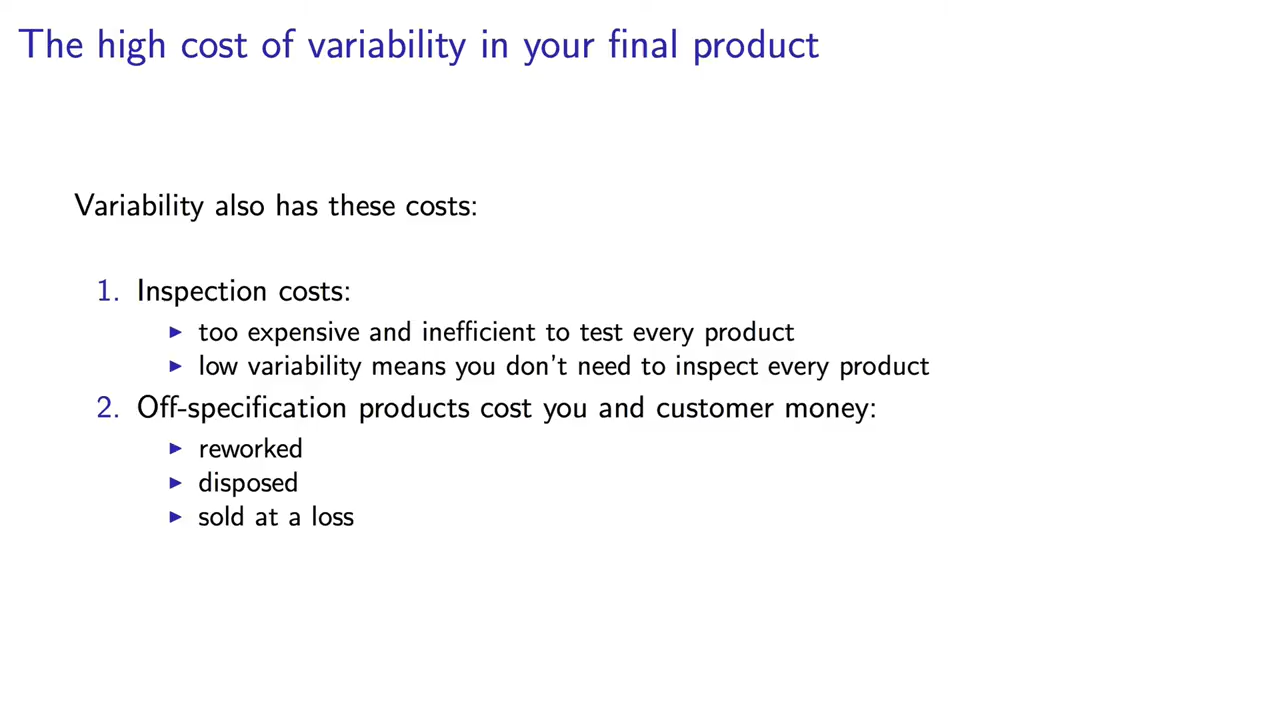 The high cost of variability in your final product
Variability also has these costs:
1. Inspection costs:
▶ too expensive and inefficient to test every product
▶ low variability means you don't need to inspect every product
2. Off-specification products cost you and customer money:
▶ reworked
▶ disposed
▶ sold at a loss